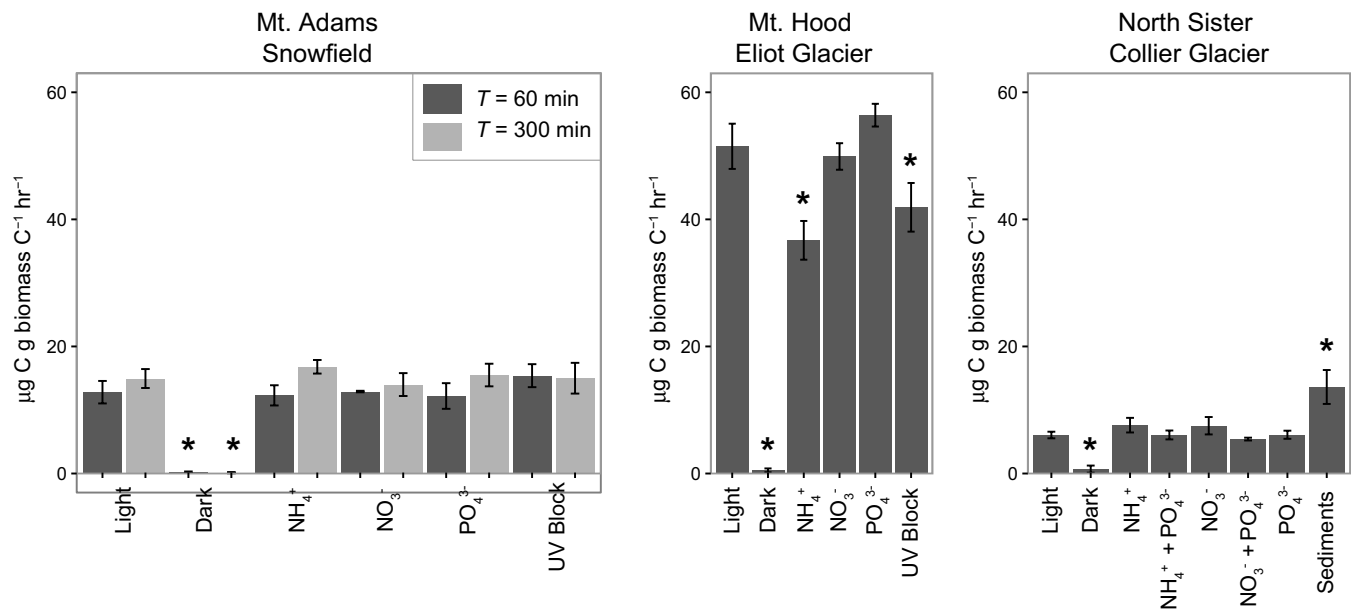 Mt. Adams
Snowfield
µg C g biomass C⁻¹ hr⁻¹
60
40
20
0
T = 60 min
T = 300 min
*
*
Light
Dark
NH₄⁺
NO₃⁻
PO₄³⁻
UV Block
Mt. Hood
Eliot Glacier
µg C g biomass C⁻¹ hr⁻¹
60
40
20
0
*
*
*
Light
Dark
NH₄⁺
NO₃⁻
PO₄³⁻
UV Block
North Sister
Collier Glacier
µg C g biomass C⁻¹ hr⁻¹
60
40
20
0
*
*
Light
Dark
NH₄⁺
NH₄⁺ + PO₄³⁻
NO₃⁻
NO₃⁻ + PO₄³⁻
PO₄³⁻
Sediments